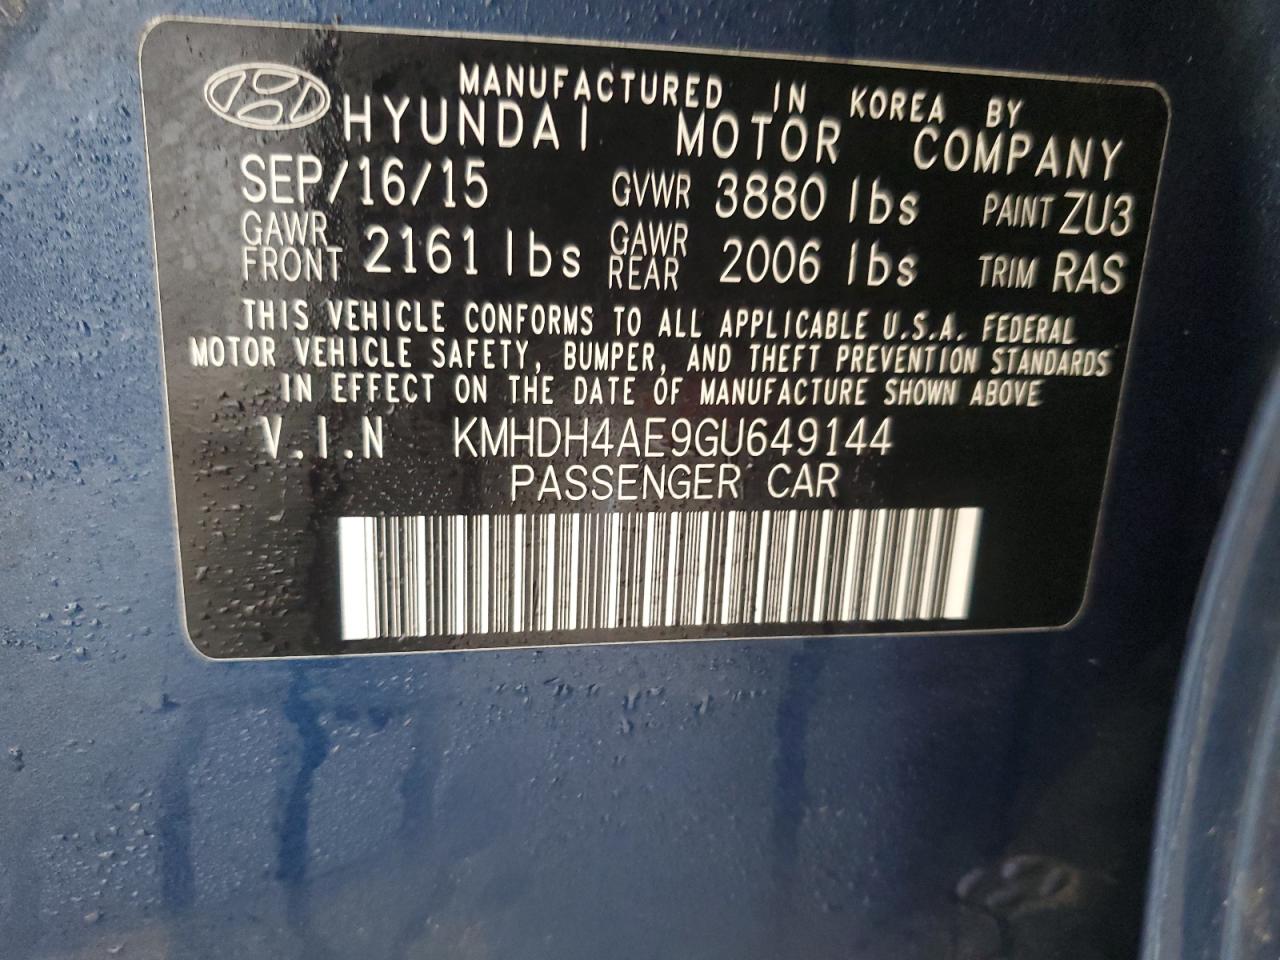 MANUFACTURED IN KOREA BY
HYUNDAI MOTOR COMPANY
SEP/16/15 GVWR 3880 lbs PAINT ZU3
GAWR FRONT 2161 lbs GAWR REAR 2006 lbs TRIM RAS
THIS VEHICLE CONFORMS TO ALL APPLICABLE U.S.A. FEDERAL
MOTOR VEHICLE SAFETY, BUMPER, AND THEFT PREVENTION STANDARDS
IN EFFECT ON THE DATE OF MANUFACTURE SHOWN ABOVE
V.I.N KMHDH4AE9GU649144
PASSENGER CAR